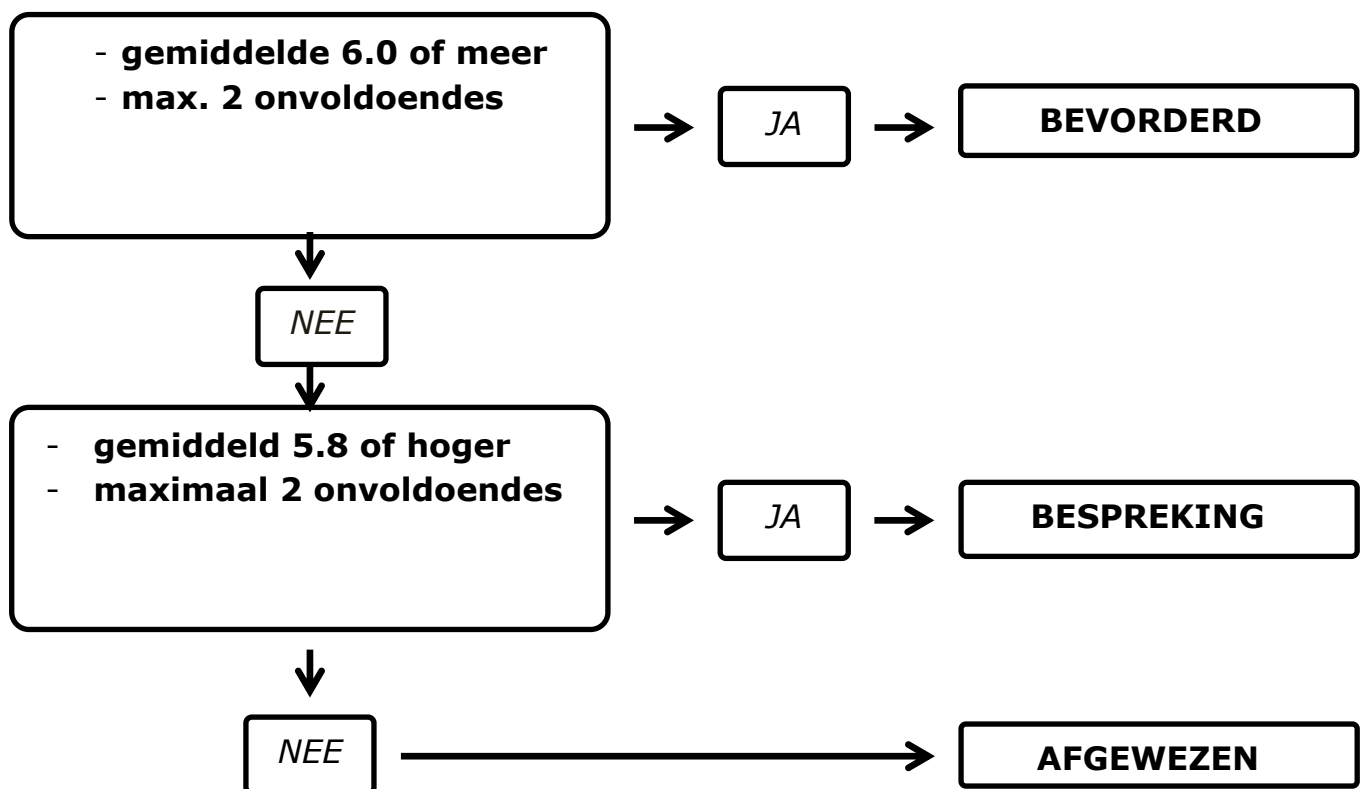 - gemiddelde 6.0 of meer
- max. 2 onvoldoendes
JA
BEVORDERD
NEE
- gemiddeld 5.8 of hoger
- maximaal 2 onvoldoendes
JA
BESPREKING
NEE
AFGEWEZEN